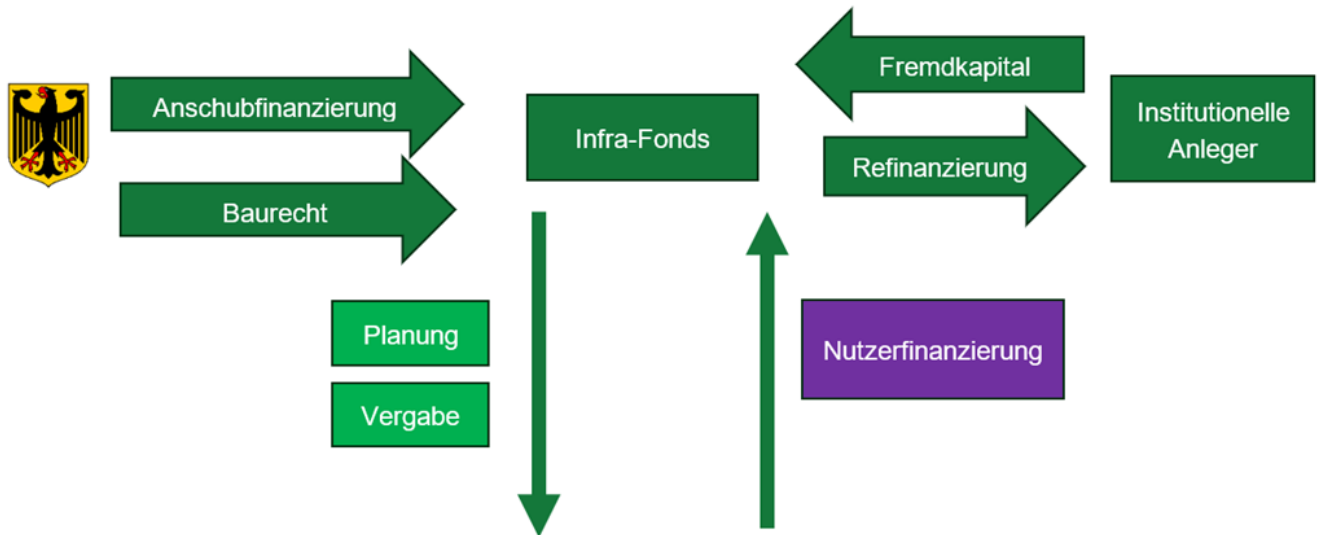 Anschubfinanzierung
Baurecht
Infra-Fonds
Fremdkapital
Refinanzierung
Institutionelle
Anleger
Planung
Vergabe
Nutzerfinanzierung